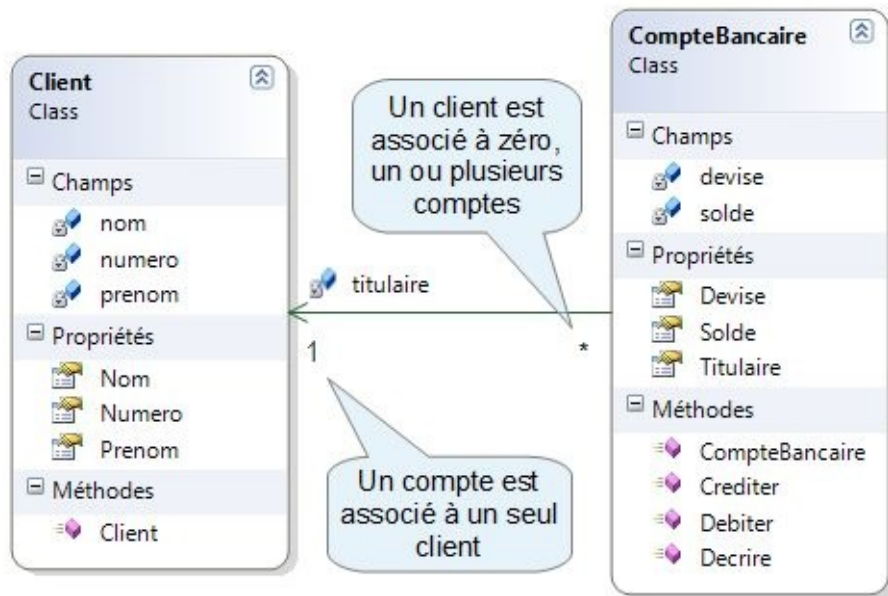 Client
Class
Champs
nom
numero
prenom
Propriétés
Nom
Numero
Prenom
Méthodes
Client
Un client est
associé à zéro,
un ou plusieurs
comptes
titulaire
1
*
Un compte est
associé à un seul
client
CompteBancaire
Class
Champs
devise
solde
Propriétés
Devise
Solde
Titulaire
Méthodes
CompteBancaire
Crediter
Debiter
Decrire